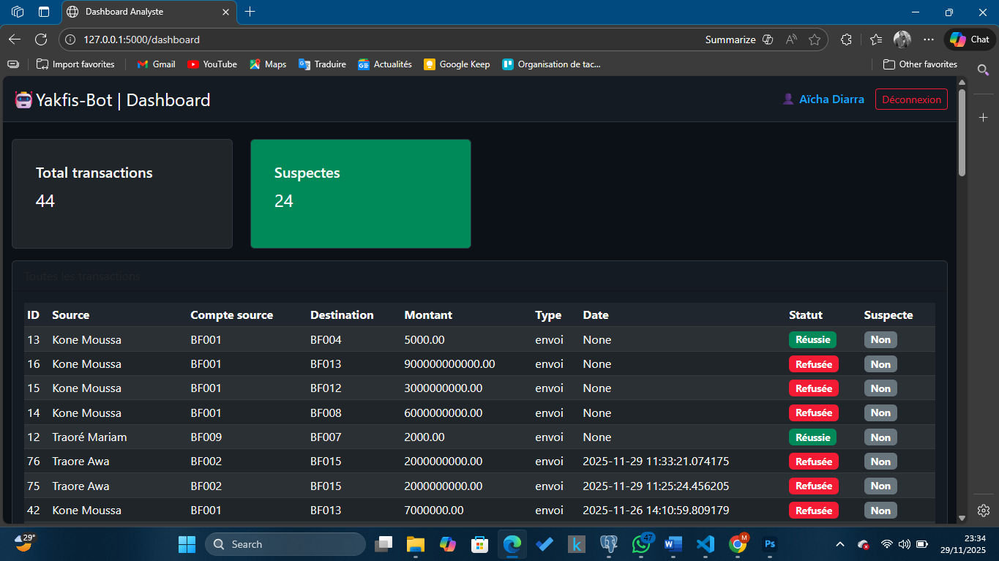 Dashboard Analyste
127.0.0.1:5000/dashboard
Summarize
Chat
Import favorites
Gmail
YouTube
Maps
Traduire
Actualités
Google Keep
Organisation de tac...
Other favorites
Yakfis-Bot | Dashboard
Aïcha Diarra
Déconnexion
Total transactions
44
Suspectes
24
Toutes les transactions
ID Source Compte source Destination Montant Type Date Statut Suspecte
13 Kone Moussa BF001 BF004 5000.00 envoi None Réussie Non
16 Kone Moussa BF001 BF013 900000000000.00 envoi None Refusée Non
15 Kone Moussa BF001 BF012 3000000000.00 envoi None Refusée Non
14 Kone Moussa BF001 BF008 6000000000.00 envoi None Refusée Non
12 Traoré Mariam BF009 BF007 2000.00 envoi None Réussie Non
76 Traore Awa BF002 BF015 2000000000.00 envoi 2025-11-29 11:33:21.074175 Refusée Non
75 Traore Awa BF002 BF015 2000000000.00 envoi 2025-11-29 11:25:24.456205 Refusée Non
42 Kone Moussa BF001 BF013 7000000.00 envoi 2025-11-26 14:10:59.809179 Refusée Non
29°
Search
k
47
M
Ps
23:34
29/11/2025